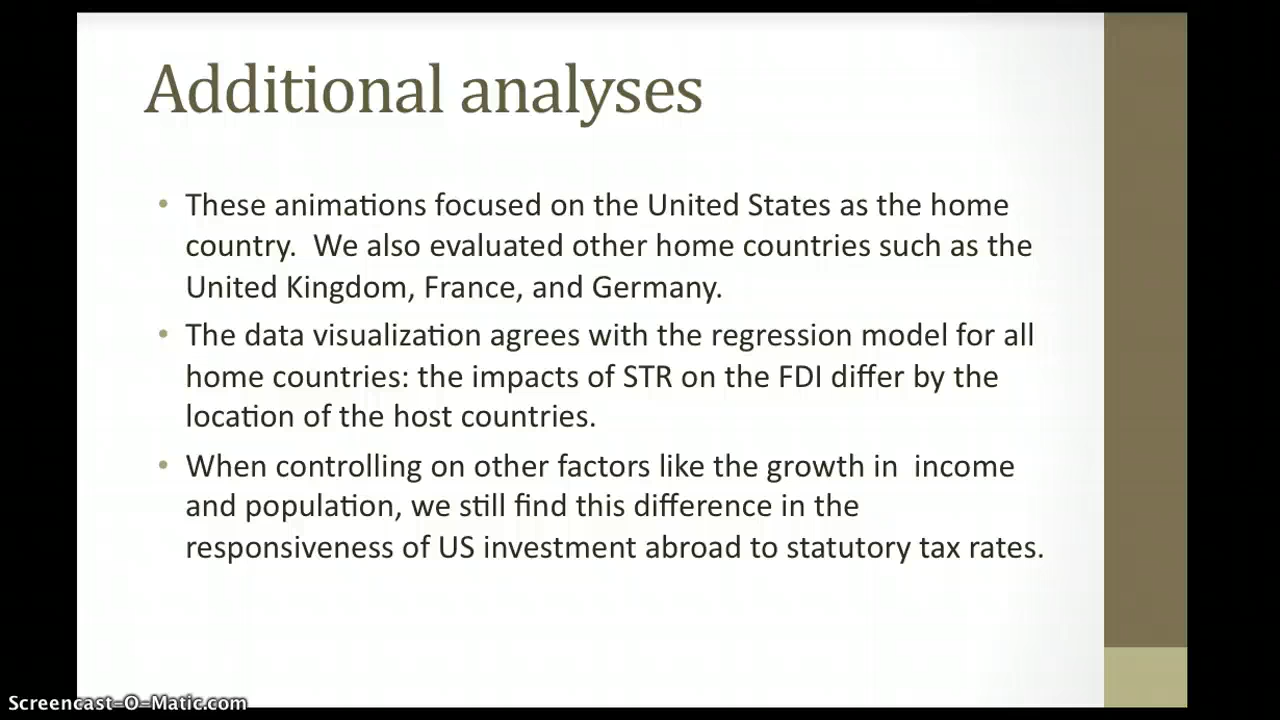 Additional analyses
• These animations focused on the United States as the home
country.  We also evaluated other home countries such as the
United Kingdom, France, and Germany.
• The data visualization agrees with the regression model for all
home countries: the impacts of STR on the FDI differ by the
location of the host countries.
• When controlling on other factors like the growth in  income
and population, we still find this difference in the
responsiveness of US investment abroad to statutory tax rates.
Screencast-O-Matic.com